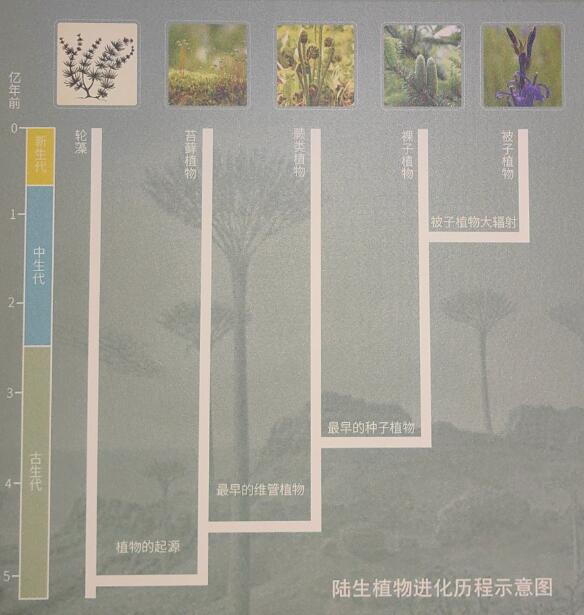 亿年前
0
1
2
3
4
5
新生代
中生代
古生代
轮藻
苔藓植物
蕨类植物
裸子植物
被子植物
被子植物大辐射
最早的种子植物
最早的维管植物
植物的起源
陆生植物进化历程示意图